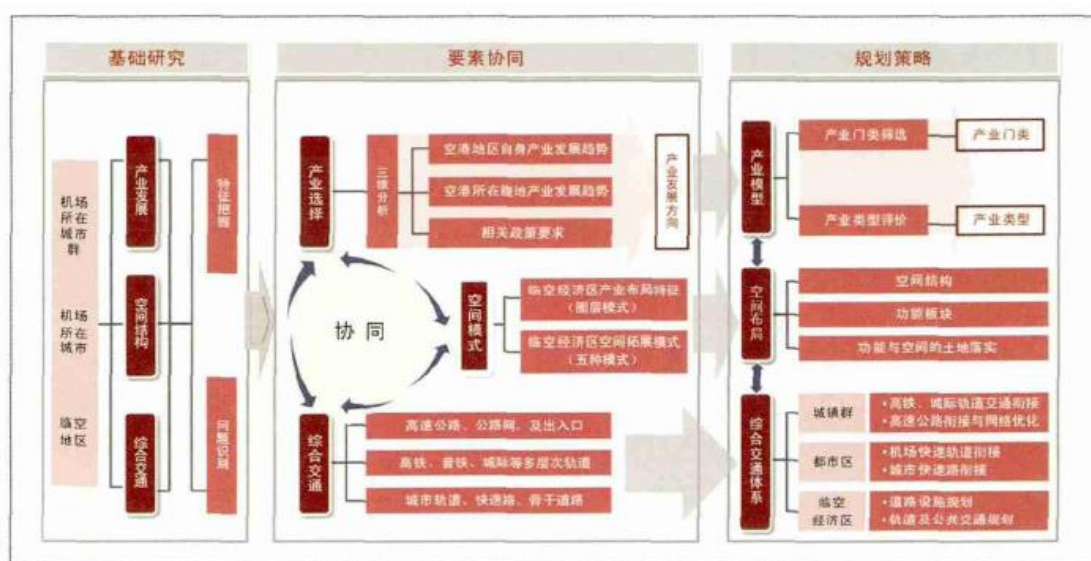 基础研究
机场
所在
城市
群
机场
所在
城市
临空
地区
产业发展
空间结构
综合交通
特征把握
问题识别
要素协同
产业选择
三维分析
空港地区自身产业发展趋势
空港所在腹地产业发展趋势
相关政策要求
产业发展方向
协同
空间模式
临空经济区产业布局特征
（圈层模式）
临空经济区空间拓展模式
（五种模式）
综合交通
高速公路、公路网，及出入口
高铁、普铁、城际等多层次轨道
城市轨道、快速路、骨干道路
规划策略
产业模型
产业门类筛选
产业门类
产业类型评价
产业类型
空间布局
空间结构
功能板块
功能与空间的土地落实
综合交通体系
城镇群
•高铁、城际轨道交通衔接
•高速公路衔接与网络优化
都市区
•机场快速轨道衔接
•城市快速路衔接
临空
经济区
•道路设施规划
•轨道及公共交通规划